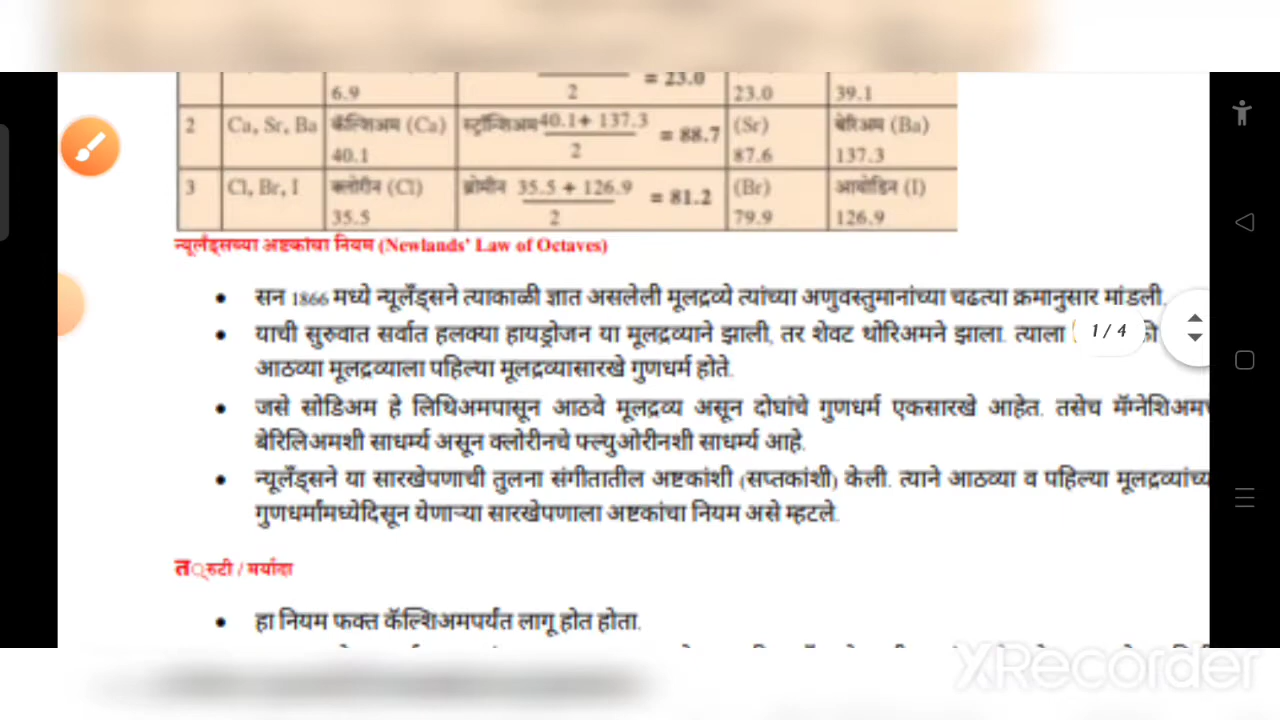 = 23.0
6.9 2 23.0 39.1
2 Ca, Sr, Ba कॅल्शिअम (Ca) स्ट्रॉन्शिअम 40.1+ 137.3 = 88.7 (Sr) बेरिअम (Ba)
40.1 2 87.6 137.3
3 Cl, Br, I क्लोरीन (Cl) ब्रोमीन 35.5 + 126.9 = 81.2 (Br) आयोडिन (I)
35.5 2 79.9 126.9
न्यूलँड्सच्या अष्टकांचा नियम (Newlands' Law of Octaves)
• सन 1866 मध्ये न्यूलँड्सने त्याकाळी ज्ञात असलेली मूलद्रव्ये त्यांच्या अणुवस्तुमानांच्या चढत्या क्रमानुसार मांडली.
• याची सुरुवात सर्वात हलक्या हायड्रोजन या मूलद्रव्याने झाली, तर शेवट थोरिअमने झाला. त्याला
1 / 4
आठव्या मूलद्रव्याला पहिल्या मूलद्रव्यासारखे गुणधर्म होते.
• जसे सोडिअम हे लिथिअमपासून आठवे मूलद्रव्य असून दोघांचे गुणधर्म एकसारखे आहेत. तसेच मॅग्नेशिअमच
बेरिलिअमशी साधर्म्य असून क्लोरीनचे फ्ल्युओरीनशी साधर्म्य आहे.
• न्यूलँड्सने या सारखेपणाची तुलना संगीतातील अष्टकांशी (सप्तकांशी) केली. त्याने आठव्या व पहिल्या मूलद्रव्यांच्य
गुणधर्मांमध्येदिसून येणाऱ्या सारखेपणाला अष्टकांचा नियम असे म्हटले.
त्रुटी / मर्यादा
• हा नियम फक्त कॅल्शिअमपर्यंत लागू होत होता.
XRecorder